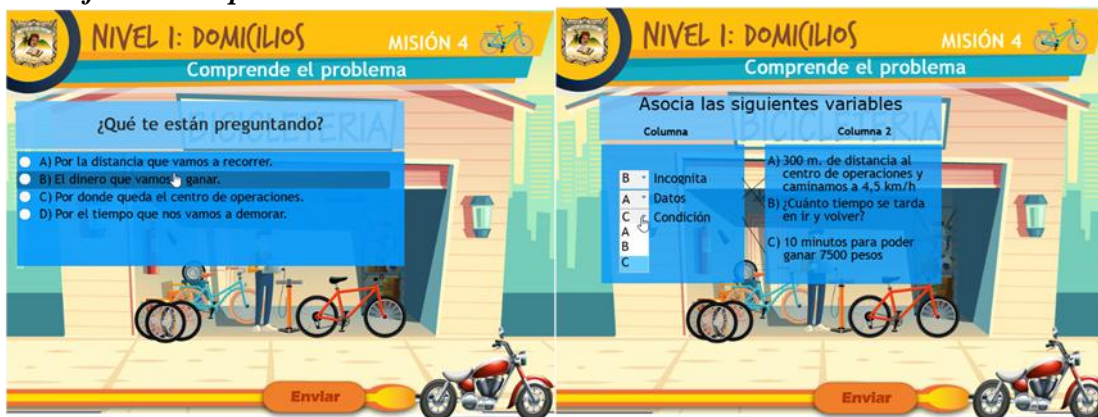 NIVEL 1: DOMICILIOS
MISIÓN 4
Comprende el problema
¿Qué te están preguntando?
A) Por la distancia que vamos a recorrer.
B) El dinero que vamos a ganar.
C) Por donde queda el centro de operaciones.
D) Por el tiempo que nos vamos a demorar.
Enviar
NIVEL 1: DOMICILIOS
MISIÓN 4
Comprende el problema
Asocia las siguientes variables
Columna
Columna 2
B Incognita
A Datos
C Condición
A
B
C
A) 300 m. de distancia al
centro de operaciones y
caminamos a 4,5 km/h
B) ¿Cuánto tiempo se tarda
en ir y volver?
C) 10 minutos para poder
ganar 7500 pesos
BICICLETERIA
Enviar